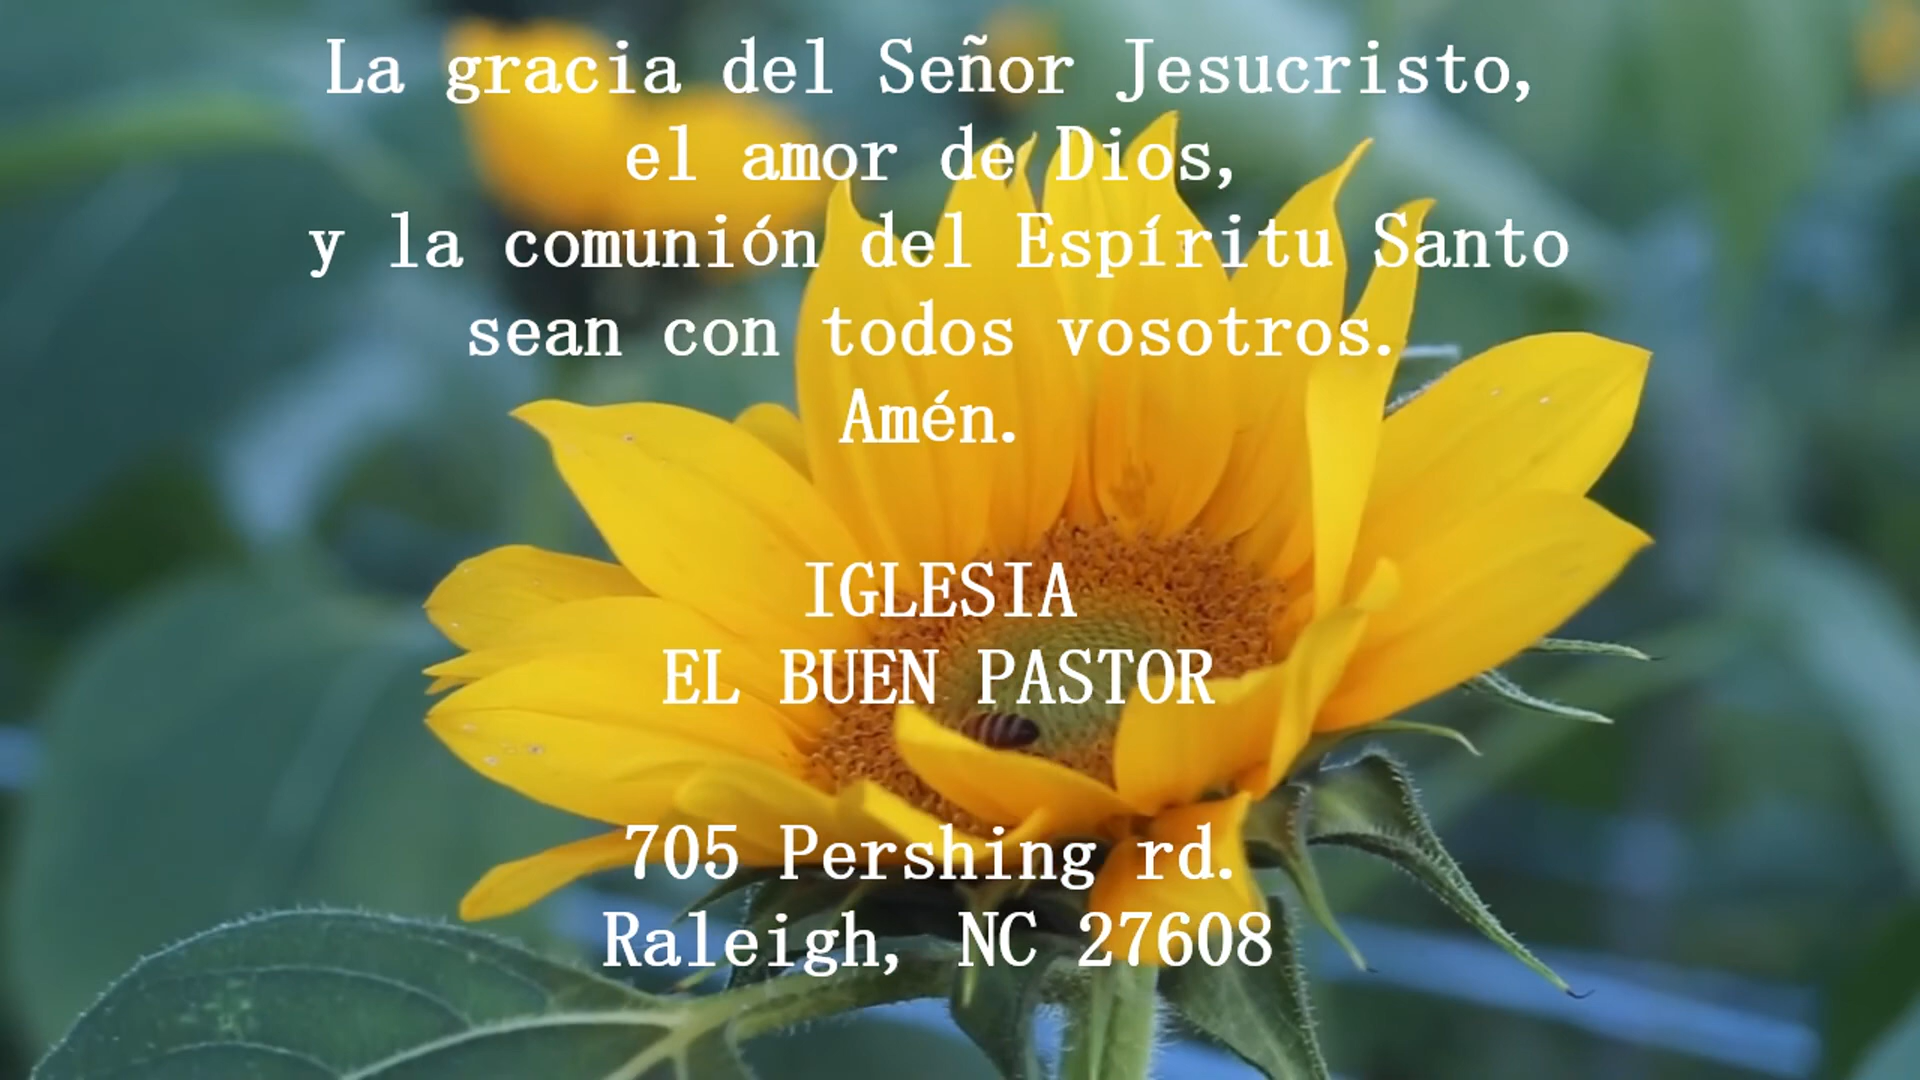 La gracia del Señor Jesucristo,
el amor de Dios,
y la comunión del Espíritu Santo
sean con todos vosotros.
Amén.
IGLESIA
EL BUEN PASTOR
705 Pershing rd.
Raleigh, NC 27608